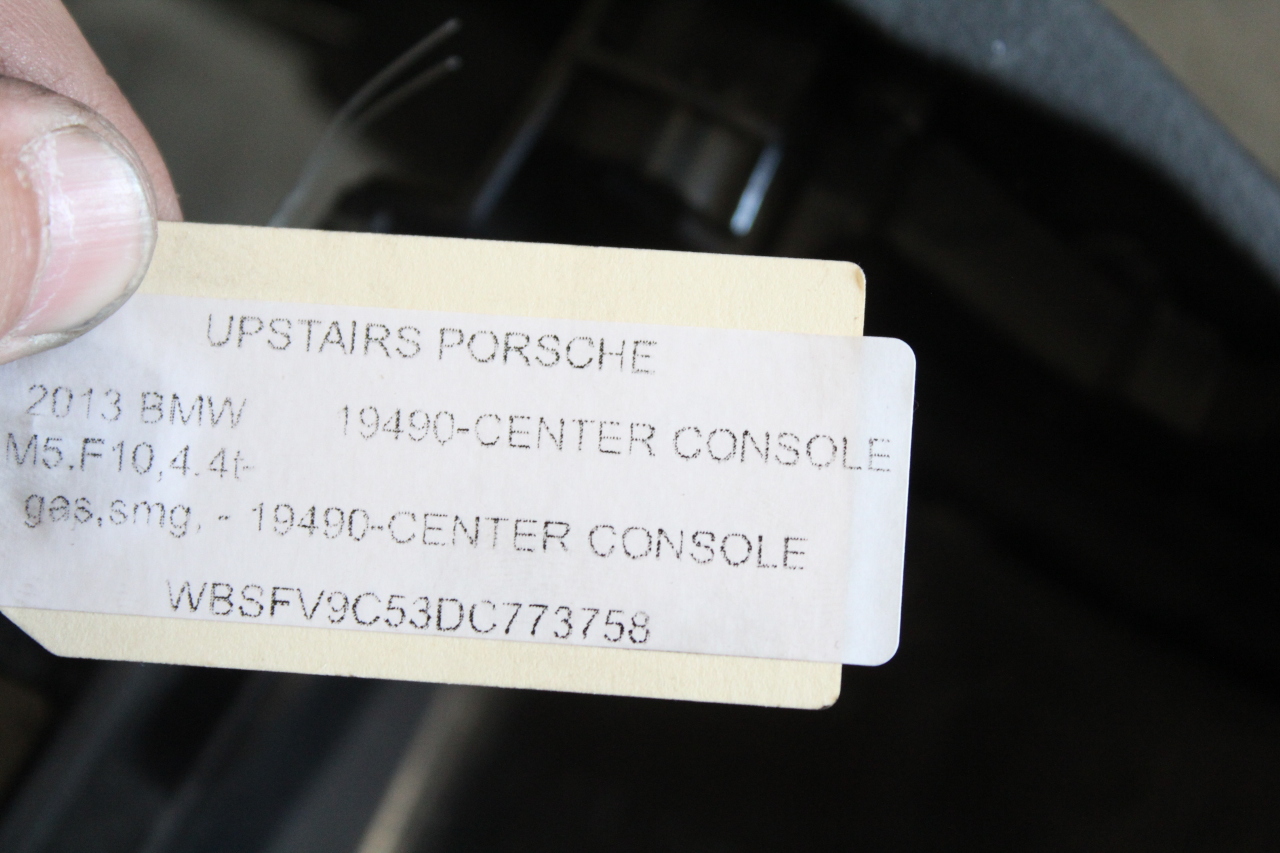 UPSTAIRS PORSCHE
2013 BMW 19490-CENTER CONSOLE
M5.F10,4.4t-
gas,smg, - 19490-CENTER CONSOLE
WBSFV9C53DC773758